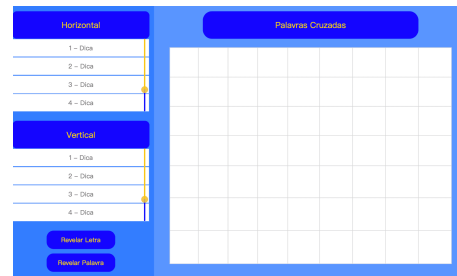 Horizontal
1 - Dica
2 - Dica
3 - Dica
4 - Dica
Vertical
1 - Dica
2 - Dica
3 - Dica
4 - Dica
Revelar Letra
Revelar Palavra
Palavras Cruzadas